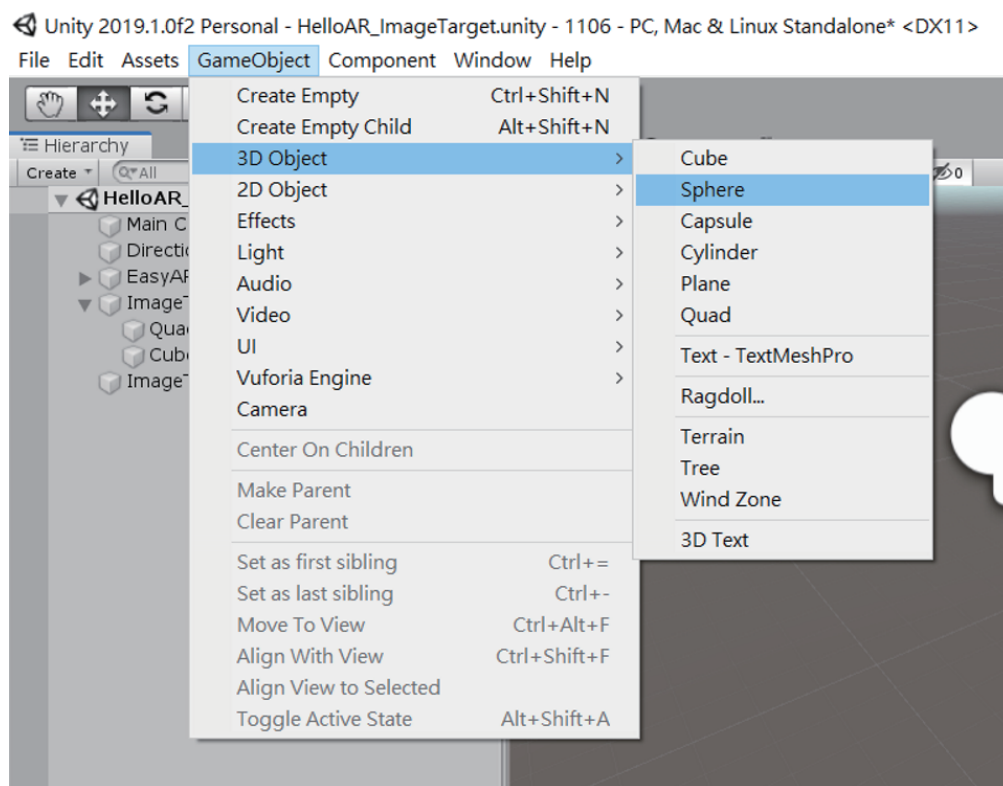 Unity 2019.1.0f2 Personal - HelloAR_ImageTarget.unity - 1106 - PC, Mac & Linux Standalone* <DX11>
File Edit Assets GameObject Component Window Help
Create Empty Ctrl+Shift+N
Create Empty Child Alt+Shift+N
3D Object
2D Object
Effects
Light
Audio
Video
UI
Vuforia Engine
Camera
Center On Children
Make Parent
Clear Parent
Set as first sibling Ctrl+=
Set as last sibling Ctrl+-
Move To View Ctrl+Alt+F
Align With View Ctrl+Shift+F
Align View to Selected
Toggle Active State Alt+Shift+A
Cube
Sphere
Capsule
Cylinder
Plane
Quad
Text - TextMeshPro
Ragdoll...
Terrain
Tree
Wind Zone
3D Text
Hierarchy
Create All
HelloAR_
Main C
Directi
EasyAR
Image
Qua
Cub
Image
0